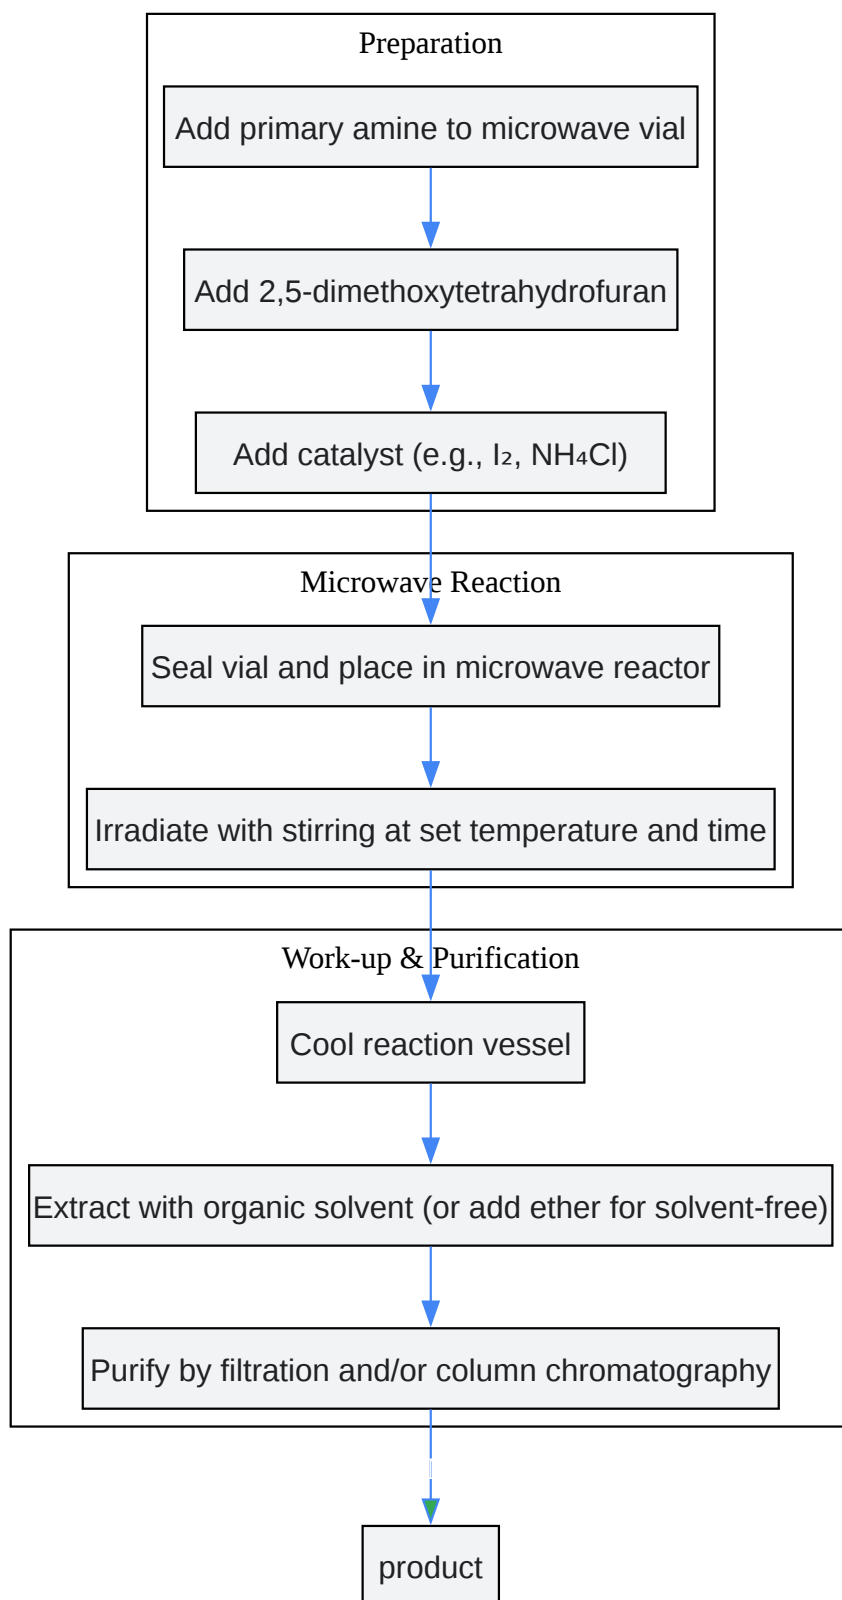 Preparation
Add primary amine to microwave vial
Add 2,5-dimethoxytetrahydrofuran
Add catalyst (e.g., I₂, NH₄Cl)
Microwave Reaction
Seal vial and place in microwave reactor
Irradiate with stirring at set temperature and time
Work-up & Purification
Cool reaction vessel
Extract with organic solvent (or add ether for solvent-free)
Purify by filtration and/or column chromatography
product